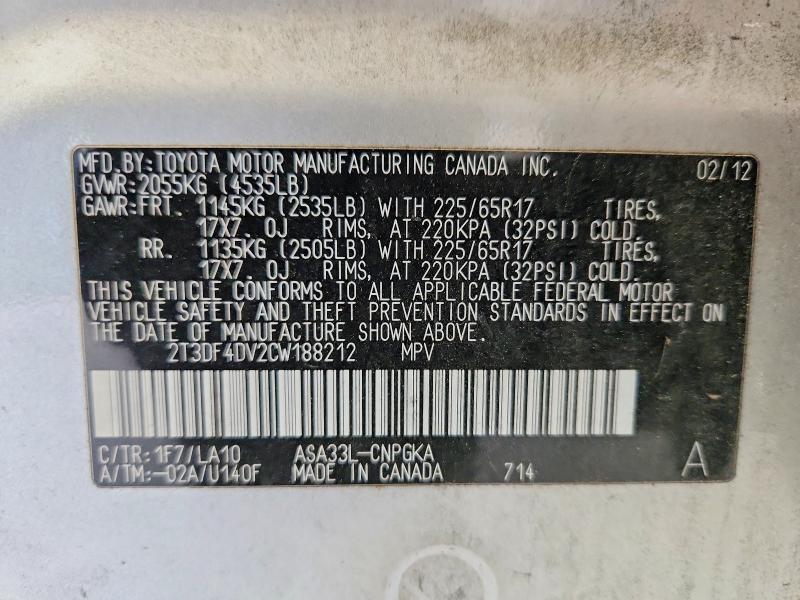 MFD. BY: TOYOTA MOTOR MANUFACTURING CANADA INC. 02/12
GVWR: 2055KG (4535LB)
GAWR: FRT. 1145KG (2535LB) WITH 225/65R17 TIRES,
17X7. 0J RIMS, AT 220KPA (32PSI) COLD.
RR. 1135KG (2505LB) WITH 225/65R17 TIRES,
17X7. 0J RIMS, AT 220KPA (32PSI) COLD.
THIS VEHICLE CONFORMS TO ALL APPLICABLE FEDERAL MOTOR
VEHICLE SAFETY AND THEFT PREVENTION STANDARDS IN EFFECT ON
THE DATE OF MANUFACTURE SHOWN ABOVE.
2T3DF4DV2CW188212 MPV
C/TR: 1F7/LA10 ASA33L-CNPGKA
A/TM: -02A/U140F MADE IN CANADA 714 A